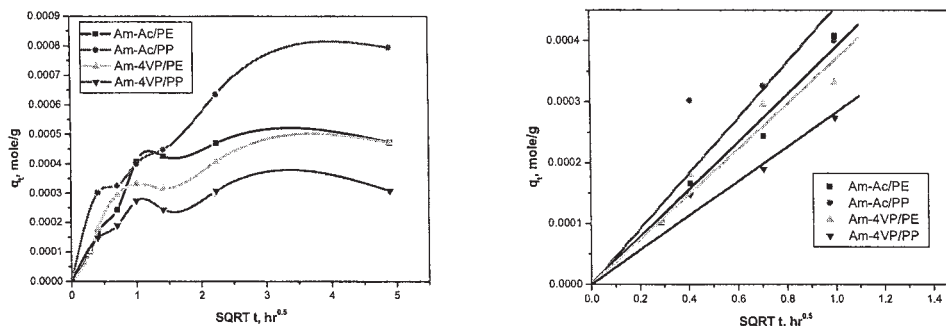 0.0009
0.0008
0.0007
0.0006
0.0005
0.0004
0.0003
0.0002
0.0001
0.0000
qt, mole/g
Am-Ac/PE
Am-Ac/PP
Am-4VP/PE
Am-4VP/PP
0 1 2 3 4 5
SQRT t, hr0.5
0.0004
0.0003
0.0002
0.0001
0.0000
qt, mole/g
Am-Ac/PE
Am-Ac/PP
Am-4VP/PE
Am-4VP/PP
0.0 0.2 0.4 0.6 0.8 1.0 1.2 1.4
SQRT t, hr0.5